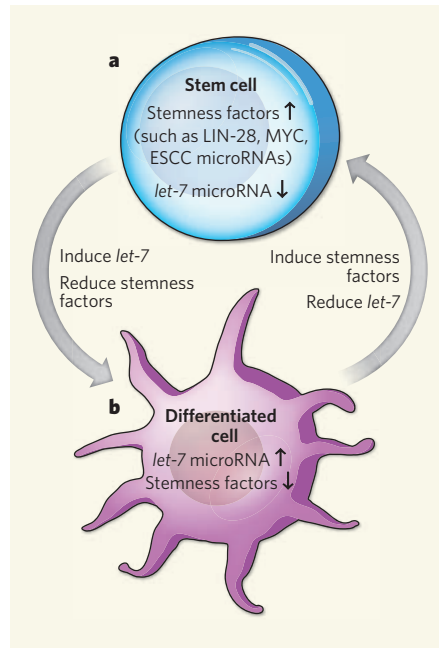 a
Stem cell
Stemness factors ↑
(such as LIN-28, MYC,
ESCC microRNAs)
let-7 microRNA ↓
Induce let-7
Reduce stemness
factors
Induce stemness
factors
Reduce let-7
b
Differentiated
cell
let-7 microRNA ↑
Stemness factors ↓